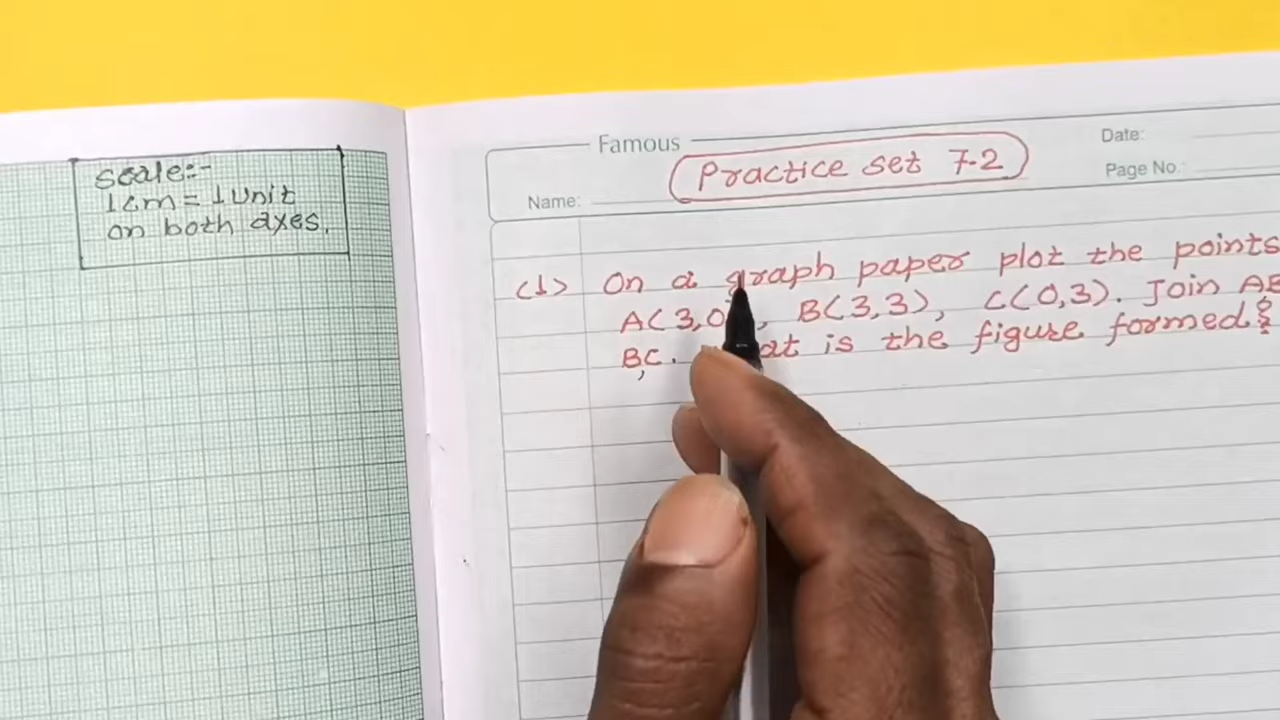 Scale:-
1cm = 1 Unit
on both axes.
Famous
Practice set 7.2
Date:
Page No.:
Name:
(1) On a graph paper plot the points
A(3,0), B(3,3), C(0,3). Join AB &
BC. is the figure formed?